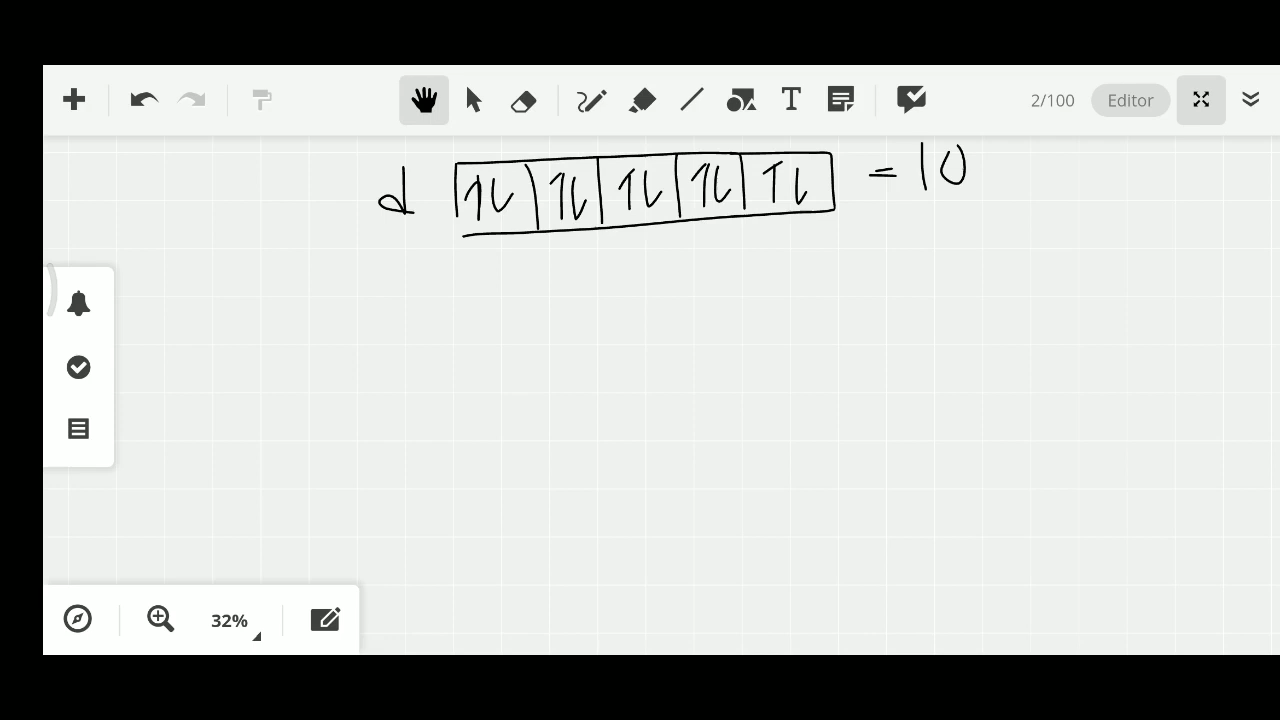 2/100 Editor
d ↑↓ ↑↓ ↑↓ ↑↓ ↑↓ = 10
32%